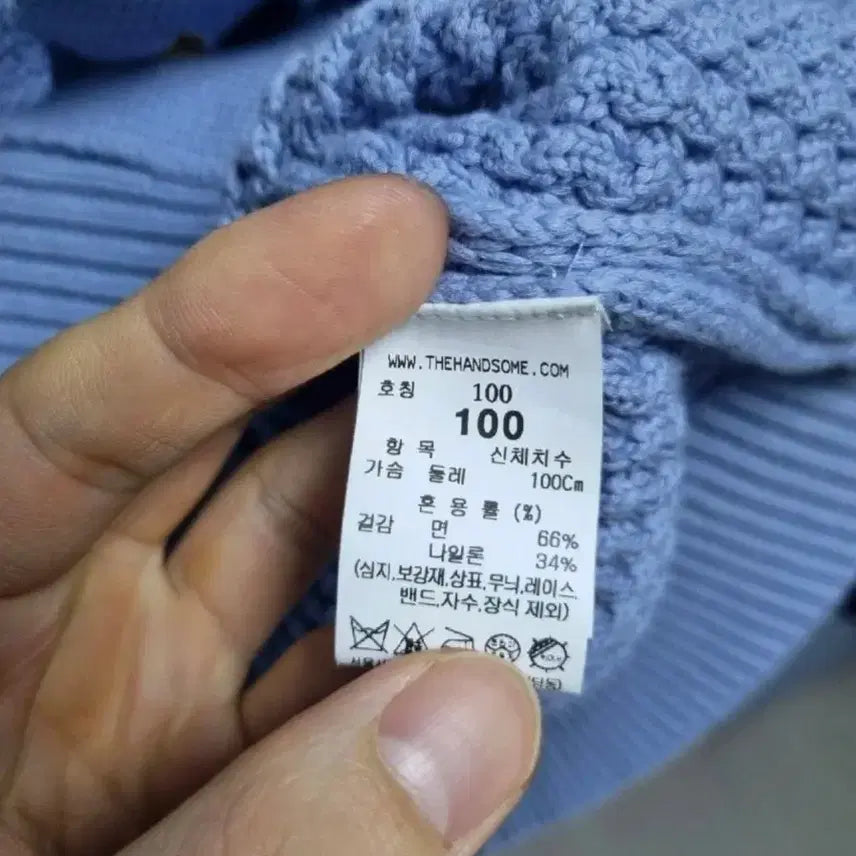 WWW.THEHANDSOME.COM
호칭 100
100
항 목 신체치수
가슴 둘레 100Cm
혼 용 률 (%)
겉감 면 66%
나일론 34%
(심지,보강재,상표,무늬,레이스,
밴드,자수,장식 제외)